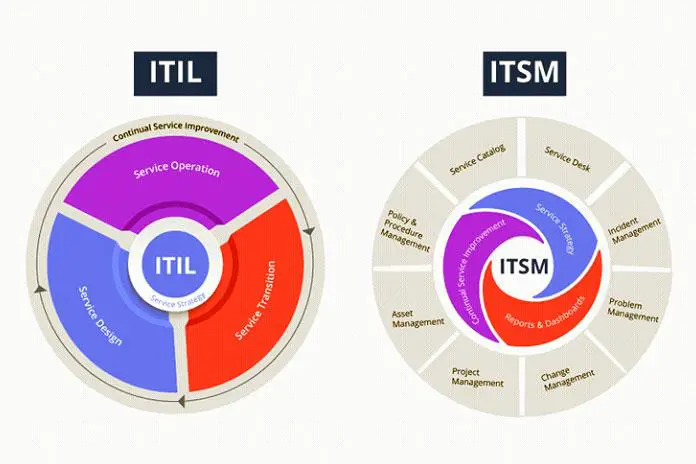 ITIL
Continual Service Improvement
Service Operation
Service Design
Service Transition
ITIL
Service Strategy
ITSM
Service Catalog
Service Desk
Incident
Management
Problem
Management
Change
Management
Project
Management
Asset
Management
Policy &
Procedure
Management
Service Strategy
Reports & Dashboards
Continual Service Improvement
ITSM